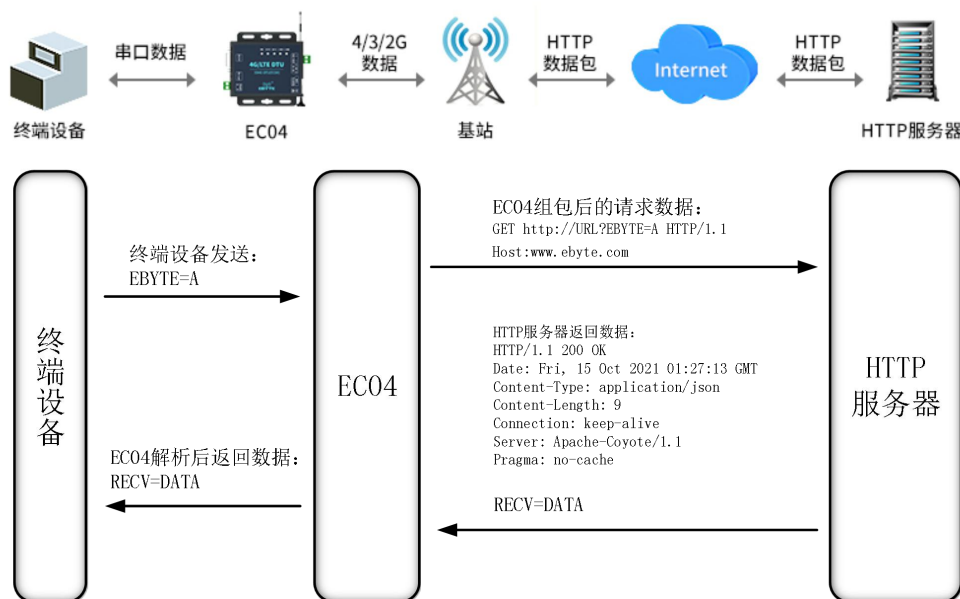 串口数据
4/3/2G
数据
HTTP
数据包
Internet
HTTP
数据包
4G/LTE DTU
终端设备
EC04
基站
HTTP服务器
EC04组包后的请求数据：
GET http://URL?EBYTE=A HTTP/1.1
Host:www.ebyte.com
终端设备发送：
EBYTE=A
HTTP服务器返回数据：
HTTP/1.1 200 OK
Date: Fri, 15 Oct 2021 01:27:13 GMT
Content-Type: application/json
Content-Length: 9
Connection: keep-alive
Server: Apache-Coyote/1.1
Pragma: no-cache
RECV=DATA
终端设备
EC04
HTTP
服务器
EC04解析后返回数据：
RECV=DATA